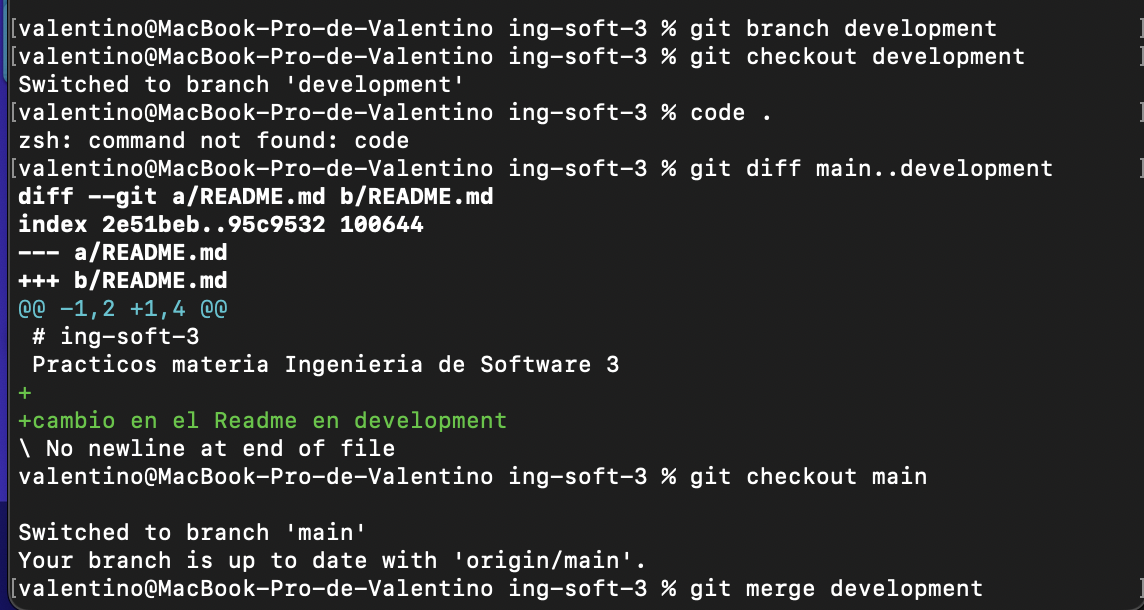 [valentino@MacBook-Pro-de-Valentino ing-soft-3 % git branch development ]
[valentino@MacBook-Pro-de-Valentino ing-soft-3 % git checkout development ]
Switched to branch 'development'
[valentino@MacBook-Pro-de-Valentino ing-soft-3 % code . ]
zsh: command not found: code
[valentino@MacBook-Pro-de-Valentino ing-soft-3 % git diff main..development ]
diff --git a/README.md b/README.md
index 2e51beb..95c9532 100644
--- a/README.md
+++ b/README.md
@@ -1,2 +1,4 @@
 # ing-soft-3
 Practicos materia Ingenieria de Software 3
+
+cambio en el Readme en development
\ No newline at end of file
valentino@MacBook-Pro-de-Valentino ing-soft-3 % git checkout main
Switched to branch 'main'
Your branch is up to date with 'origin/main'.
[valentino@MacBook-Pro-de-Valentino ing-soft-3 % git merge development ]